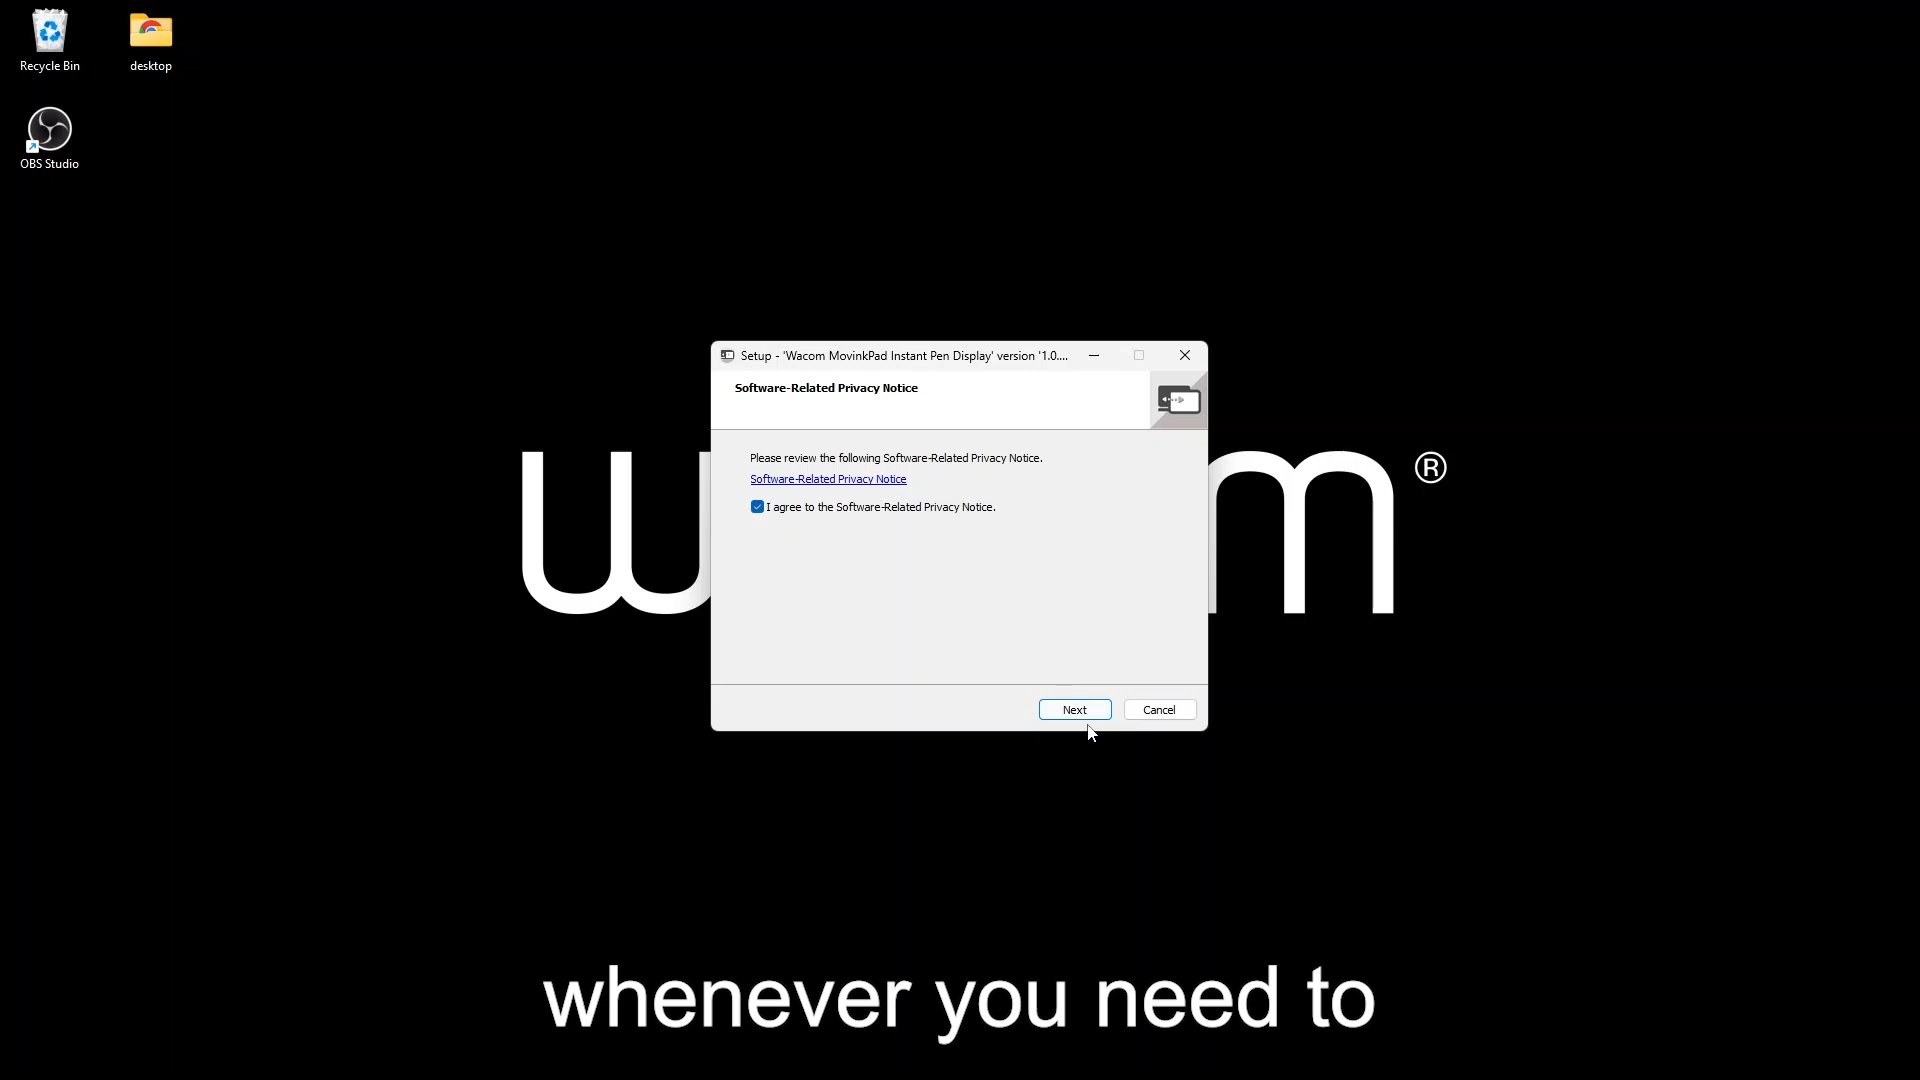 Recycle Bin
desktop
OBS Studio
Setup - 'Wacom MovinkPad Instant Pen Display' version '1.0....
Software-Related Privacy Notice
Please review the following Software-Related Privacy Notice.
Software-Related Privacy Notice
I agree to the Software-Related Privacy Notice.
w m®
Next
Cancel
whenever you need to